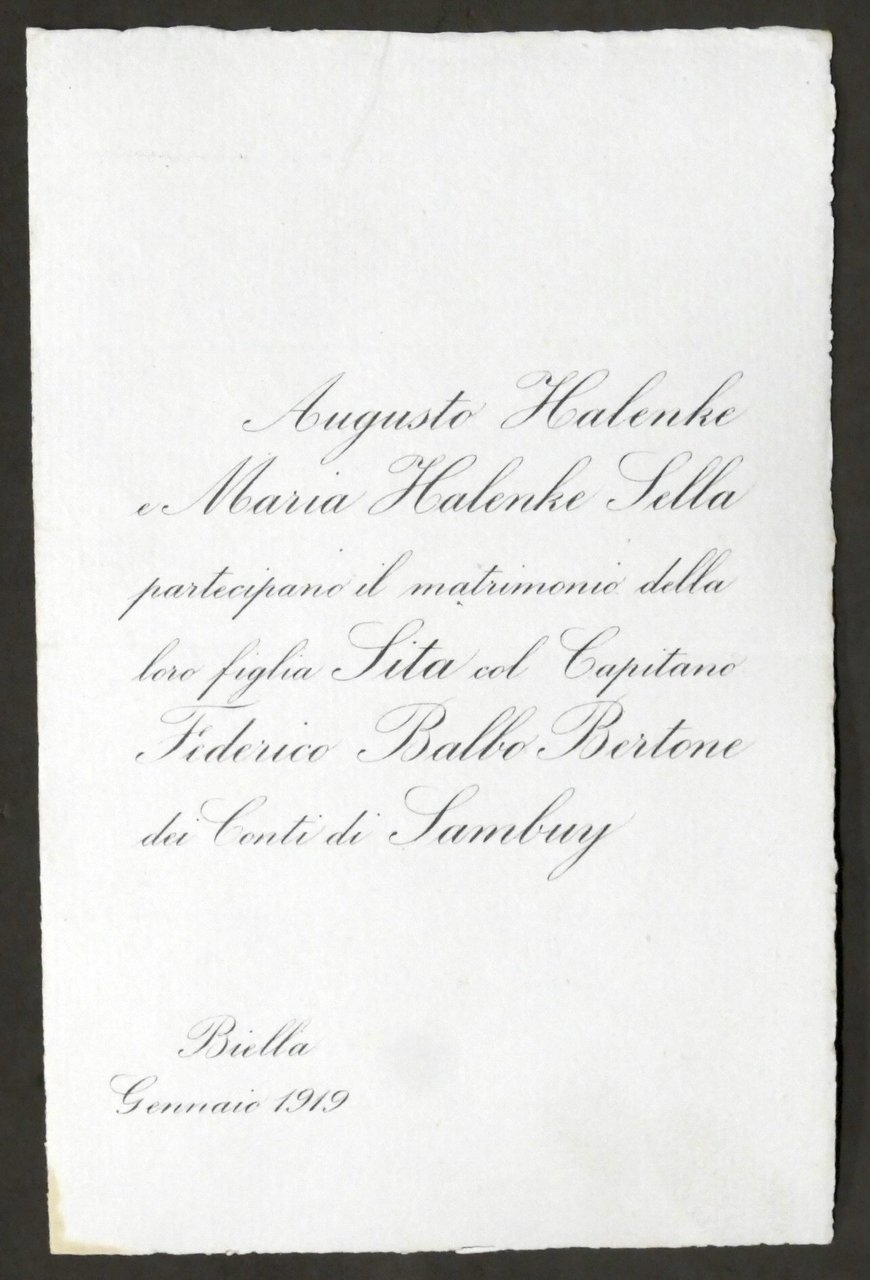 Augusto Halenke
e Maria Halenke Sella
partecipano il matrimonio della
loro figlia Sita col Capitano
Federico Balbo Bertone
dei Conti di Sambuy
Biella
Gennaio 1919